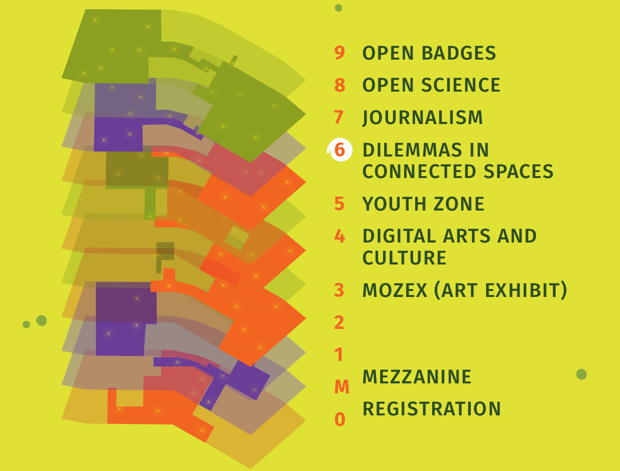 9 OPEN BADGES
8 OPEN SCIENCE
7 JOURNALISM
6 DILEMMAS IN
CONNECTED SPACES
5 YOUTH ZONE
4 DIGITAL ARTS AND
CULTURE
3 MOZEX (ART EXHIBIT)
2
1
M MEZZANINE
0 REGISTRATION